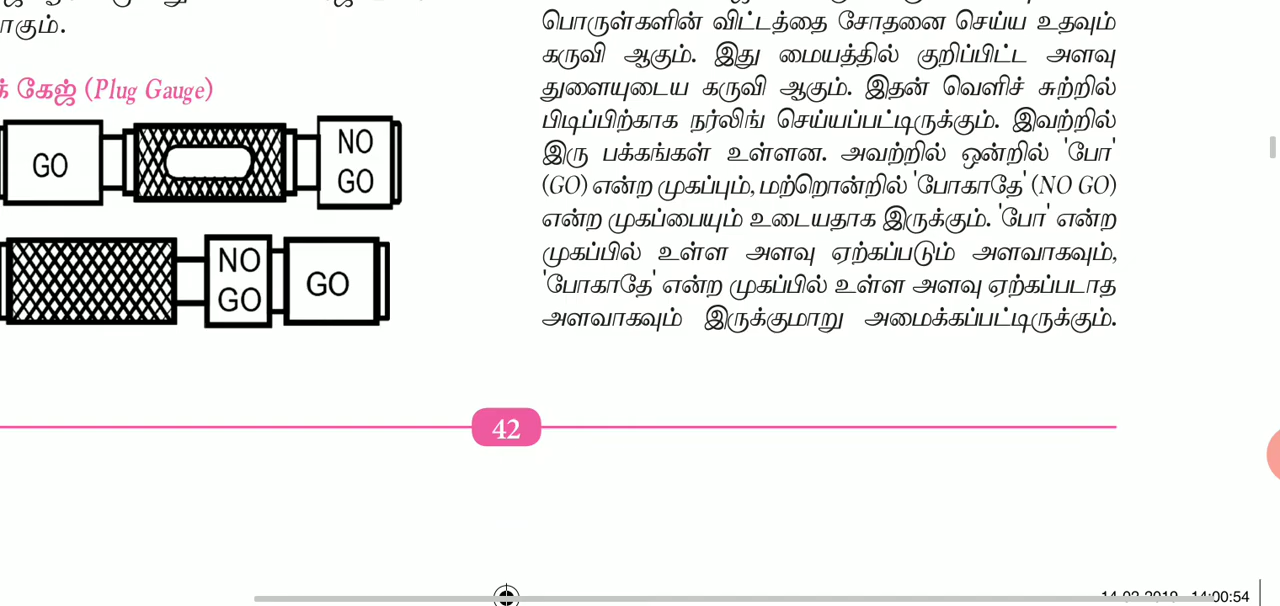 ாகும்.
க் கேஜ் (Plug Gauge)
GO
NO
GO
NO
GO
GO
பொருள்களின் விட்டத்தை சோதனை செய்ய உதவும்
கருவி ஆகும். இது மையத்தில் குறிப்பிட்ட அளவு
துளையுடைய கருவி ஆகும். இதன் வெளிச் சுற்றில்
பிடிப்பிற்காக நர்லிங் செய்யப்பட்டிருக்கும். இவற்றில்
இரு பக்கங்கள் உள்ளன. அவற்றில் ஒன்றில் 'போ'
(GO) என்ற முகப்பும், மற்றொன்றில் 'போகாதே' (NO GO)
என்ற முகப்பையும் உடையதாக இருக்கும். 'போ' என்ற
முகப்பில் உள்ள அளவு ஏற்கப்படும் அளவாகவும்,
'போகாதே' என்ற முகப்பில் உள்ள அளவு ஏற்கப்படாத
அளவாகவும் இருக்குமாறு அமைக்கப்பட்டிருக்கும்.
42
14-02-2019 14:00:54